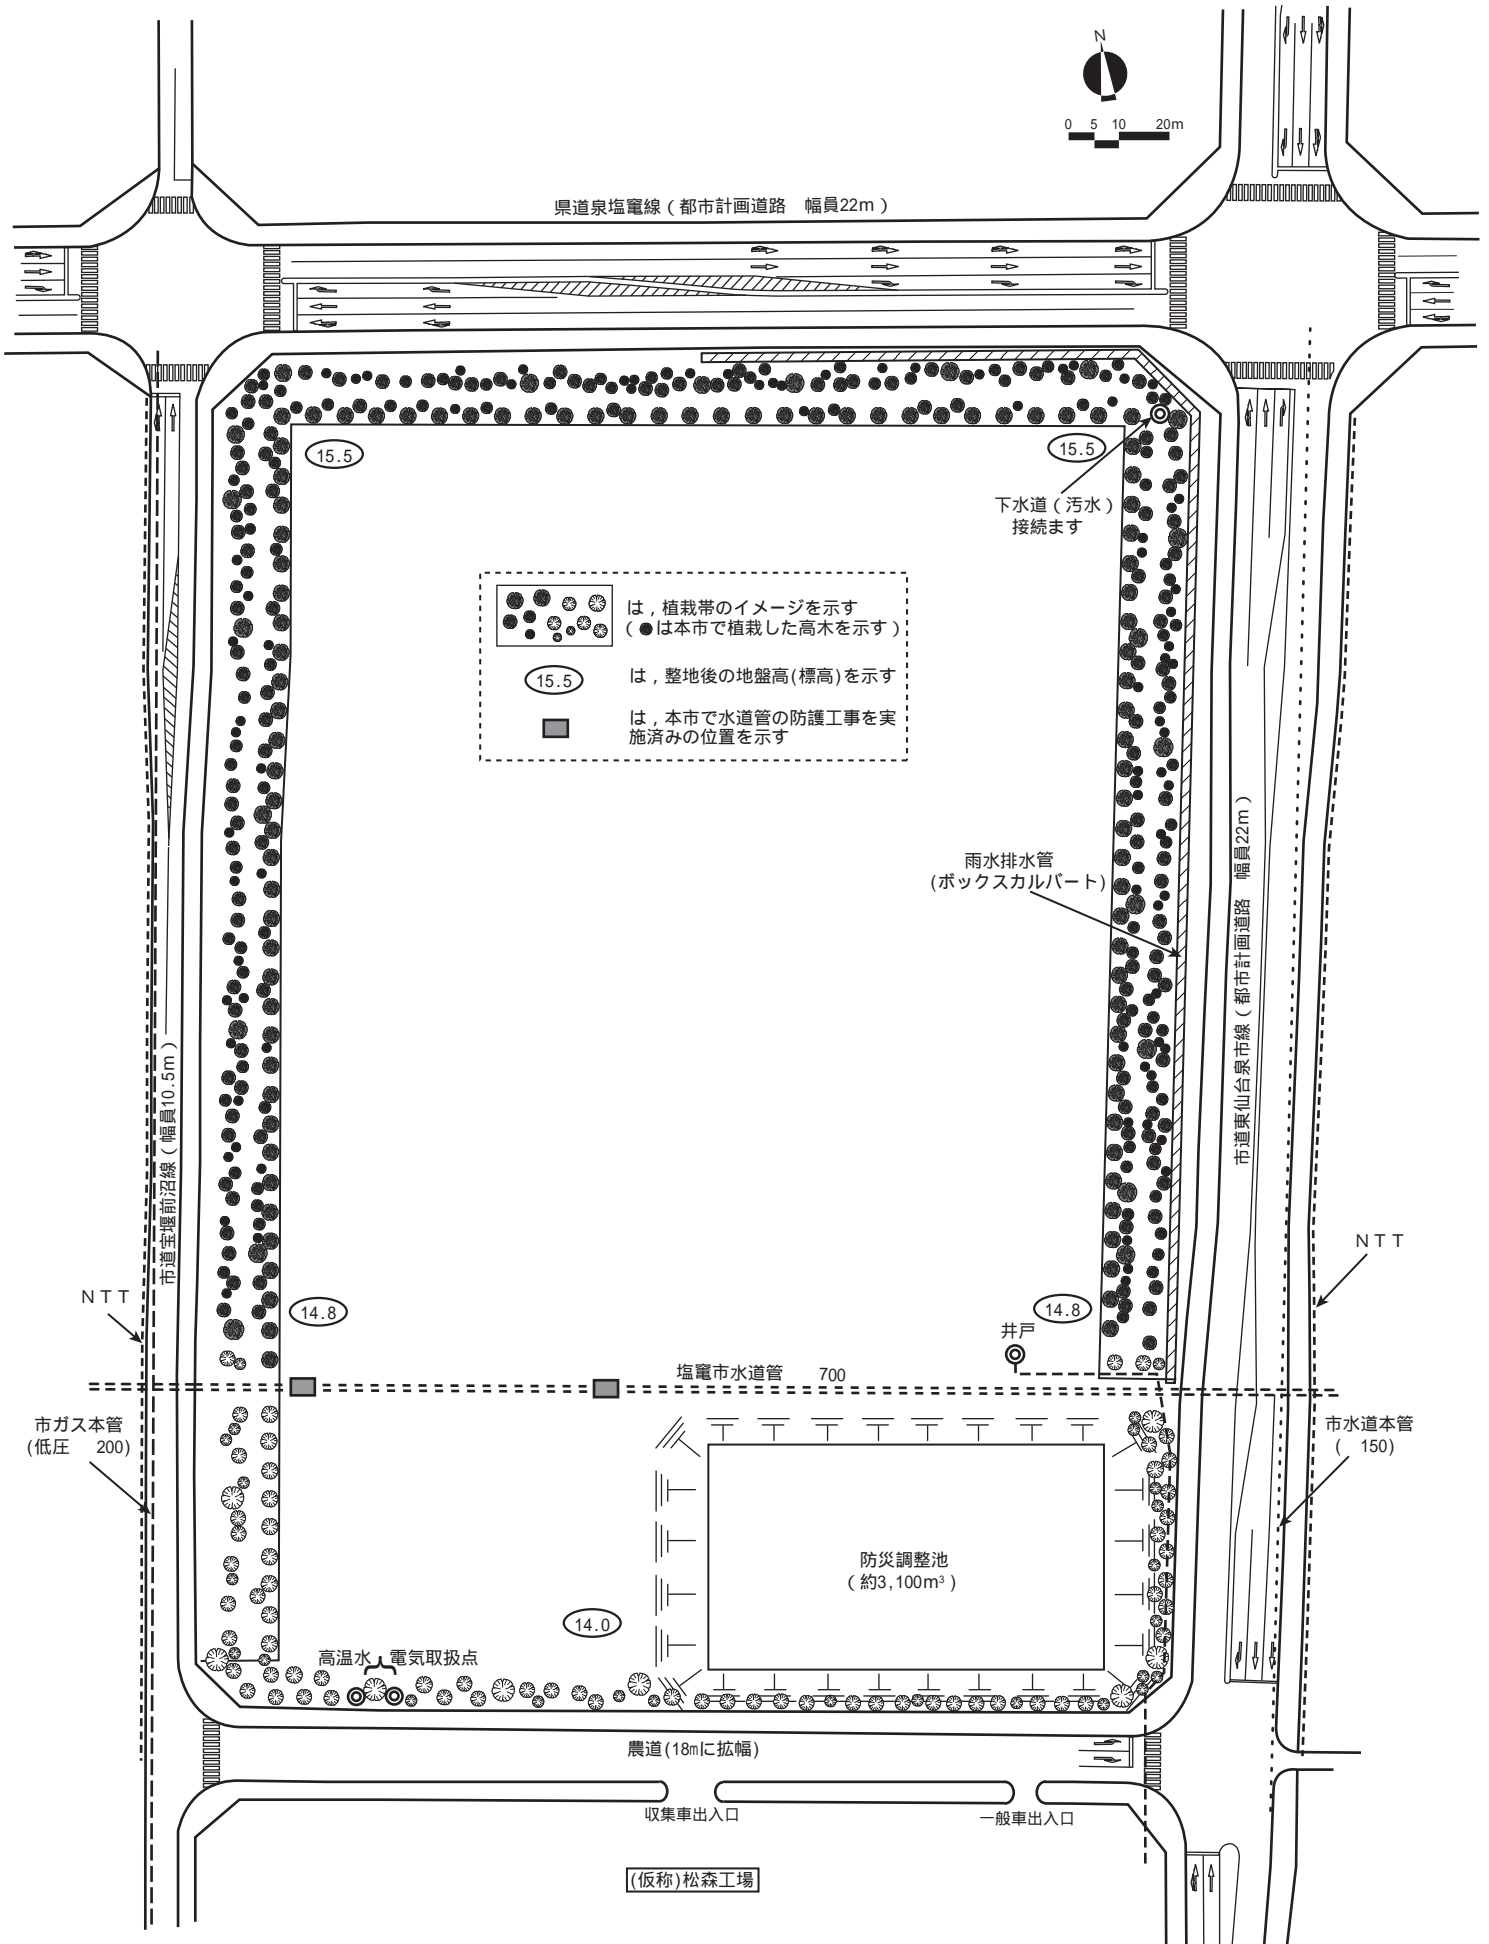 N
0 5 10 20m
県道泉塩竃線(都市計画道路 幅員22m)
15.5
15.5
下水道(汚水)
接続ます
は,植栽帯のイメージを示す
(●は本市で植栽した高木を示す)
15.5
は,整地後の地盤高(標高)を示す
は,本市で水道管の防護工事を実
施済みの位置を示す
雨水排水管
(ボックスカルバート)
市道東仙台泉市線(都市計画道路 幅員22m)
市道宝堰前沼線(幅員10.5m)
NTT
NTT
14.8
14.8
井戸
塩竃市水道管 700
市ガス本管
(低圧 200)
市水道本管
( 150)
防災調整池
(約3,100m³)
14.0
高温水 電気取扱点
農道(18mに拡幅)
収集車出入口
一般車出入口
(仮称)松森工場